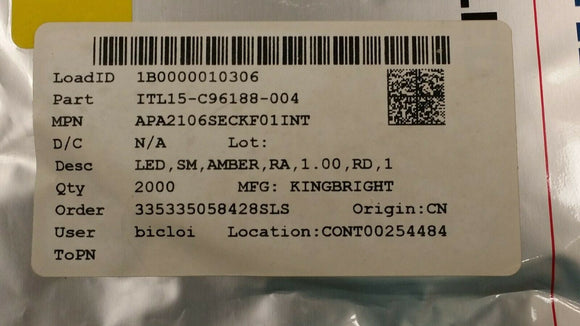 LoadID 1B0000010306
Part ITL15-C96188-004
MPN APA2106SECKF01INT
D/C N/A Lot:
Desc LED,SM,AMBER,RA,1.00,RD,1
Qty 2000 MFG: KINGBRIGHT
Order 335335058428SLS Origin:CN
User bicloi Location:CONT00254484
ToPN